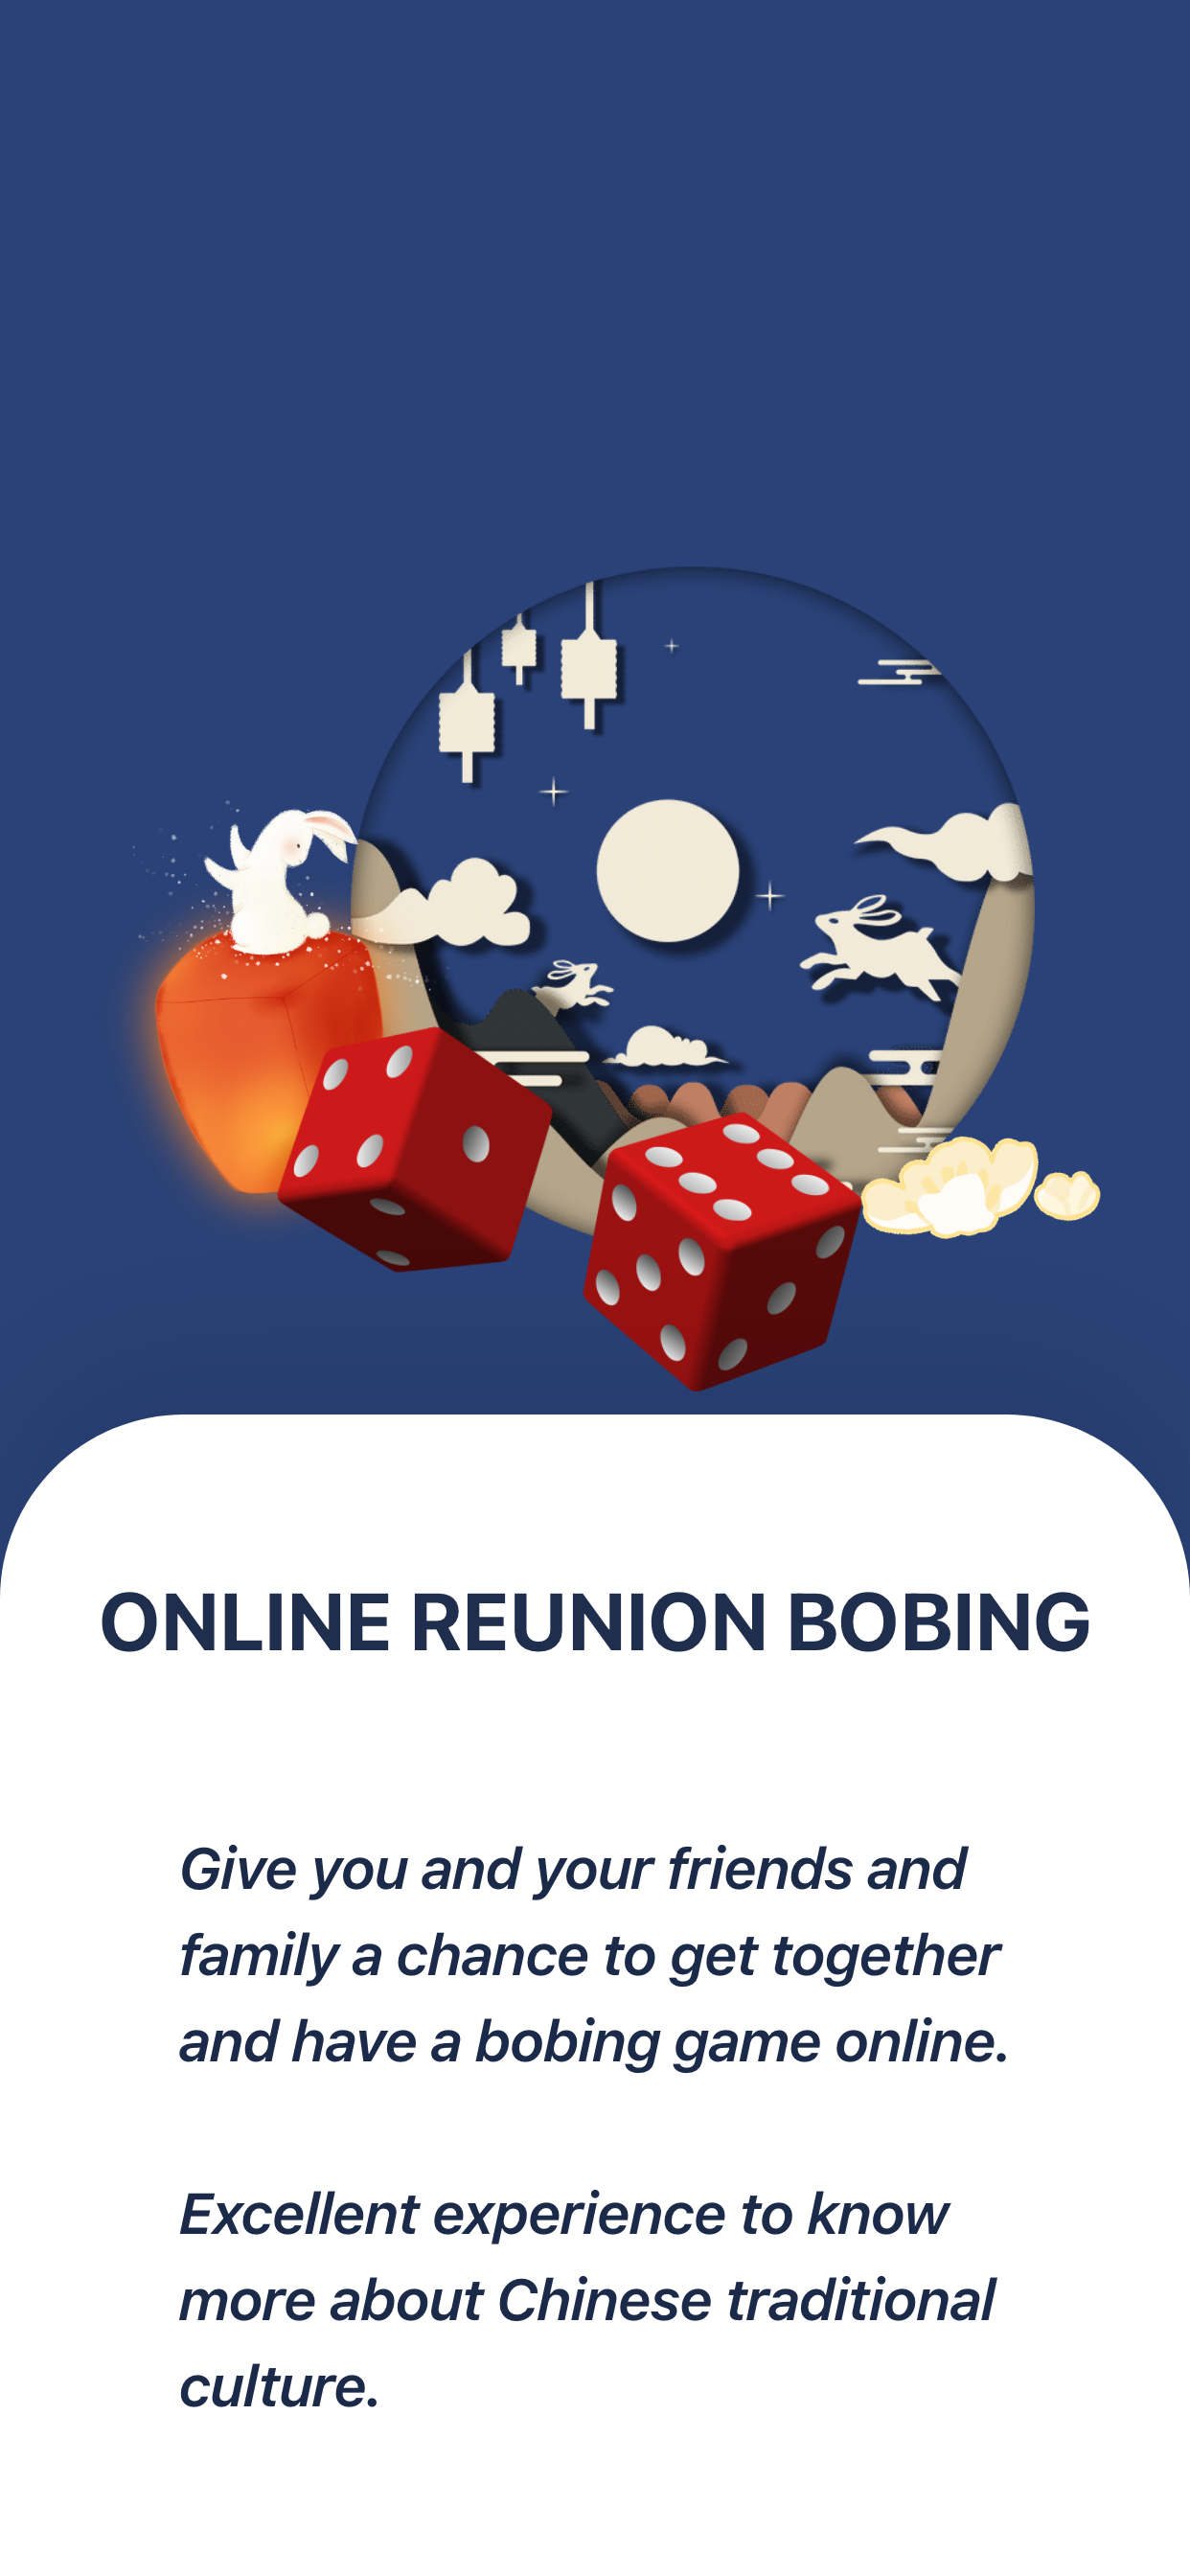 ONLINE REUNION BOBING
Give you and your friends and
family a chance to get together
and have a bobing game online.
Excellent experience to know
more about Chinese traditional
culture.